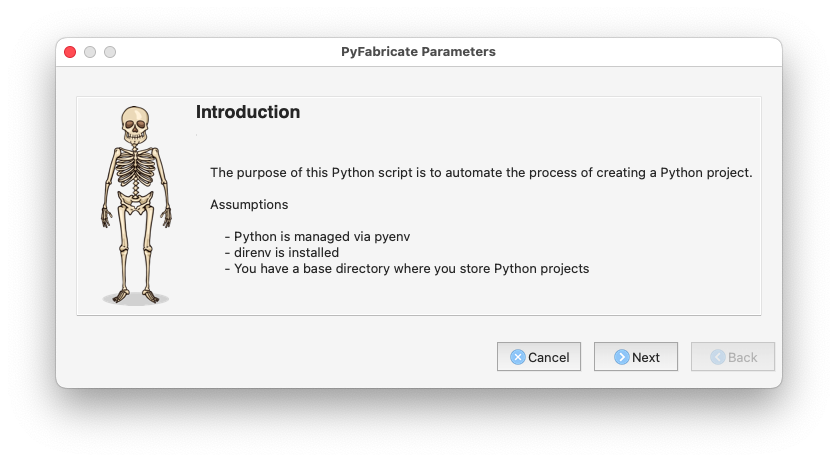 PyFabricate Parameters
Introduction
The purpose of this Python script is to automate the process of creating a Python project.
Assumptions
- Python is managed via pyenv
- direnv is installed
- You have a base directory where you store Python projects
Cancel
Next
Back